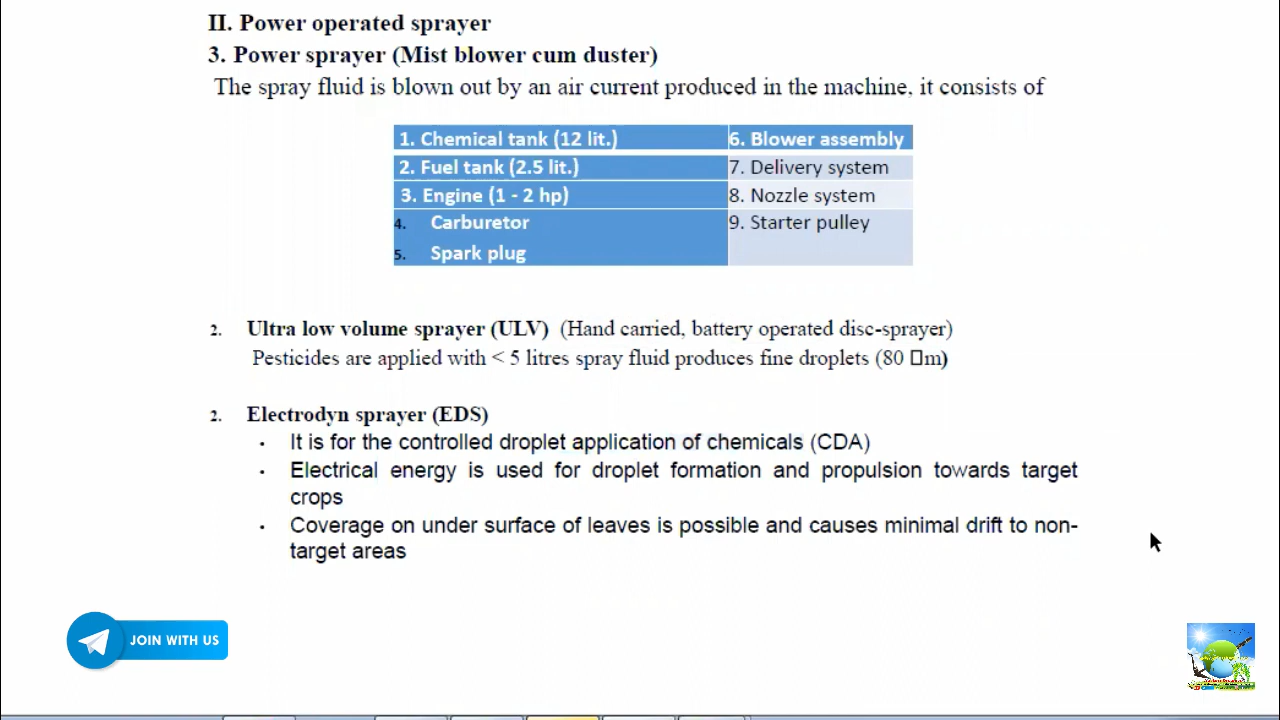 II. Power operated sprayer
3. Power sprayer (Mist blower cum duster)
The spray fluid is blown out by an air current produced in the machine, it consists of
1. Chemical tank (12 lit.) 6. Blower assembly
2. Fuel tank (2.5 lit.) 7. Delivery system
3. Engine (1 - 2 hp) 8. Nozzle system
4. Carburetor 9. Starter pulley
5. Spark plug
2. Ultra low volume sprayer (ULV) (Hand carried, battery operated disc-sprayer)
Pesticides are applied with < 5 litres spray fluid produces fine droplets (80 □m)
2. Electrodyn sprayer (EDS)
• It is for the controlled droplet application of chemicals (CDA)
• Electrical energy is used for droplet formation and propulsion towards target
crops
• Coverage on under surface of leaves is possible and causes minimal drift to non-
target areas
JOIN WITH US